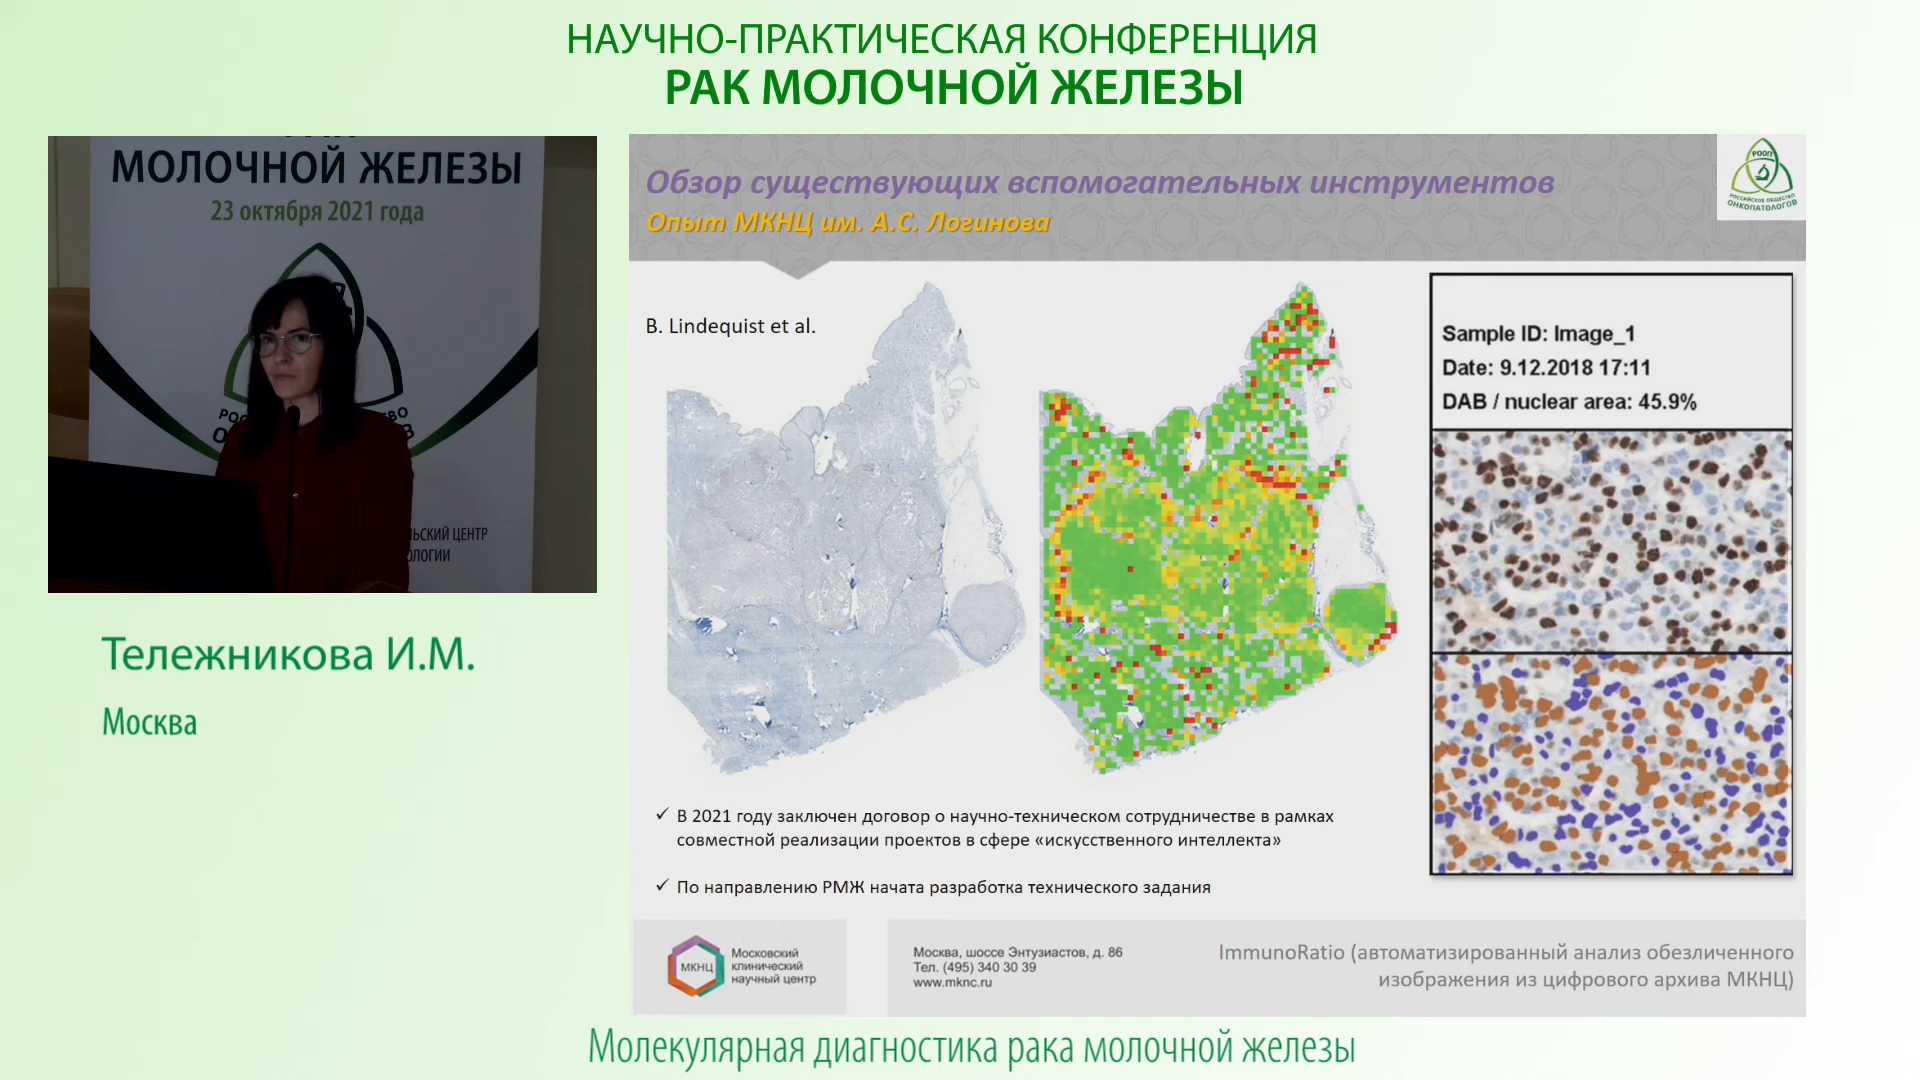 НАУЧНО-ПРАКТИЧЕСКАЯ КОНФЕРЕНЦИЯ
РАК МОЛОЧНОЙ ЖЕЛЕЗЫ
МОЛОЧНОЙ ЖЕЛЕЗЫ
23 октября 2021 года
Тележникова И.М.
Москва
Обзор существующих вспомогательных инструментов
Опыт МКНЦ им. А.С. Логинова
РООП
РОССИЙСКОЕ ОБЩЕСТВО
ОНКОПАТОЛОГОВ
B. Lindequist et al.
Sample ID: Image_1
Date: 9.12.2018 17:11
DAB / nuclear area: 45.9%
✓ В 2021 году заключен договор о научно-техническом сотрудничестве в рамках
совместной реализации проектов в сфере «искусственного интеллекта»
✓ По направлению РМЖ начата разработка технического задания
МКНЦ
Московский
клинический
научный центр
Москва, шоссе Энтузиастов, д. 86
Тел. (495) 340 30 39
www.mknc.ru
ImmunoRatio (автоматизированный анализ обезличенного
изображения из цифрового архива МКНЦ)
Молекулярная диагностика рака молочной железы